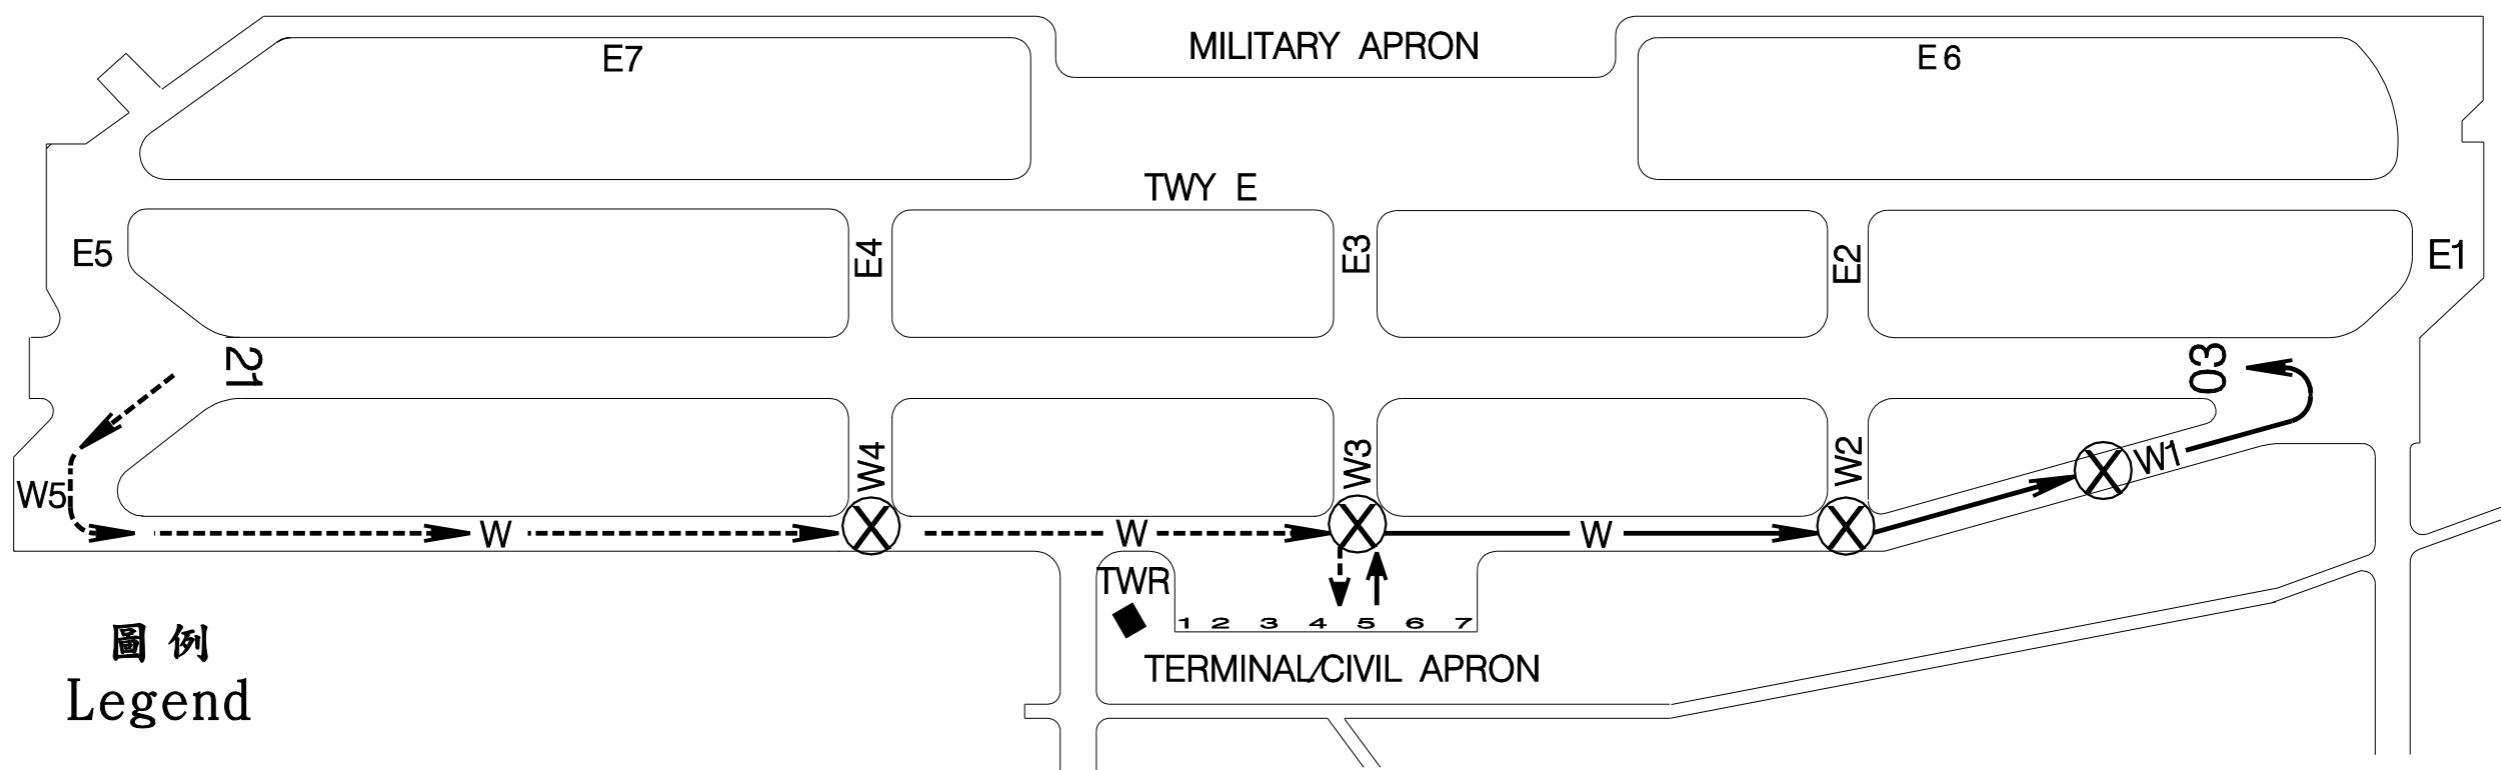 E7
MILITARY APRON
E6
TWY E
E5
E4
E3
E2
E1
21
03
W5
W4
W3
W2
W1
X
X
X
X
W
W
W
TWR
1 2 3 4 5 6 7
TERMINAL/CIVIL APRON
圖例
Legend